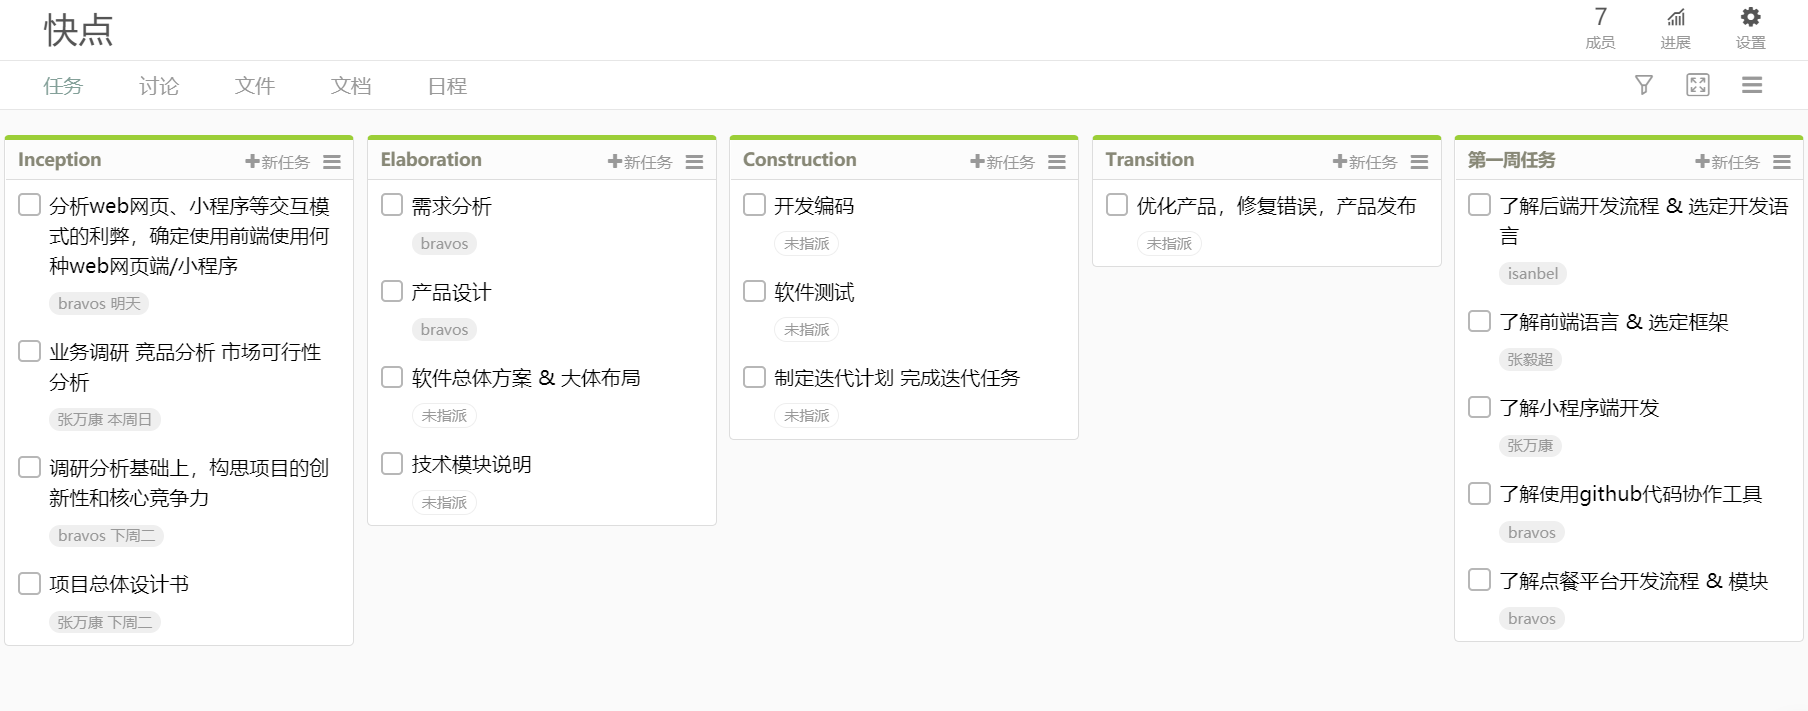 快点
7
成员
进展
设置
任务
讨论
文件
文档
日程
Inception
新任务
分析web网页、小程序等交互模
式的利弊，确定使用前端使用何
种web网页端/小程序
bravos 明天
业务调研 竞品分析 市场可行性
分析
张万康 本周日
调研分析基础上，构思项目的创
新性和核心竞争力
bravos 下周二
项目总体设计书
张万康 下周二
Elaboration
新任务
需求分析
bravos
产品设计
bravos
软件总体方案 & 大体布局
未指派
技术模块说明
未指派
Construction
新任务
开发编码
未指派
软件测试
未指派
制定迭代计划 完成迭代任务
未指派
Transition
新任务
优化产品，修复错误，产品发布
未指派
第一周任务
新任务
了解后端开发流程 & 选定开发语
言
isanbel
了解前端语言 & 选定框架
张毅超
了解小程序端开发
张万康
了解使用github代码协作工具
bravos
了解点餐平台开发流程 & 模块
bravos